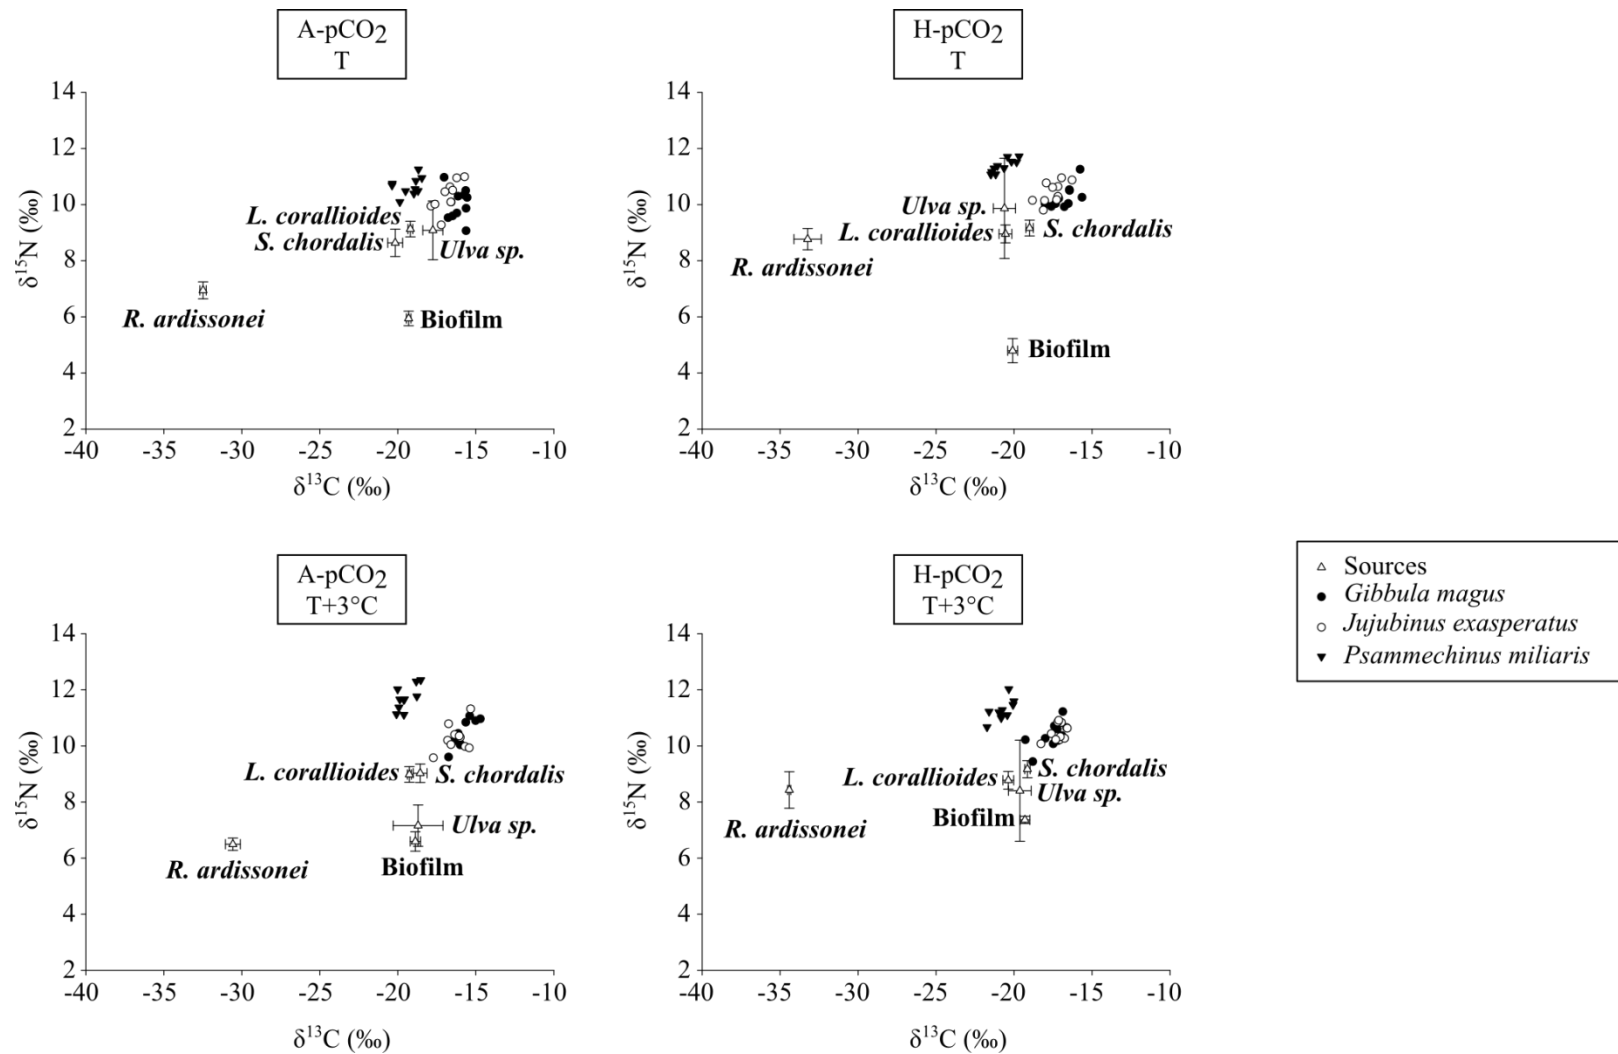 A-pCO2
T
H-pCO2
T
14
12
10
8
6
4
2
δ15N (‰)
L. corallioides
S. chordalis
Ulva sp.
R. ardissonei
Biofilm
-40 -35 -30 -25 -20 -15 -10
δ13C (‰)
14
12
10
8
6
4
2
δ15N (‰)
Ulva sp.
L. corallioides
S. chordalis
R. ardissonei
Biofilm
-40 -35 -30 -25 -20 -15 -10
δ13C (‰)
A-pCO2
T+3°C
H-pCO2
T+3°C
14
12
10
8
6
4
2
δ15N (‰)
L. corallioides
S. chordalis
Ulva sp.
R. ardissonei
Biofilm
-40 -35 -30 -25 -20 -15 -10
δ13C (‰)
14
12
10
8
6
4
2
δ15N (‰)
S. chordalis
L. corallioides
Ulva sp.
Biofilm
R. ardissonei
-40 -35 -30 -25 -20 -15 -10
δ13C (‰)
Sources
Gibbula magus
Jujubinus exasperatus
Psammechinus miliaris